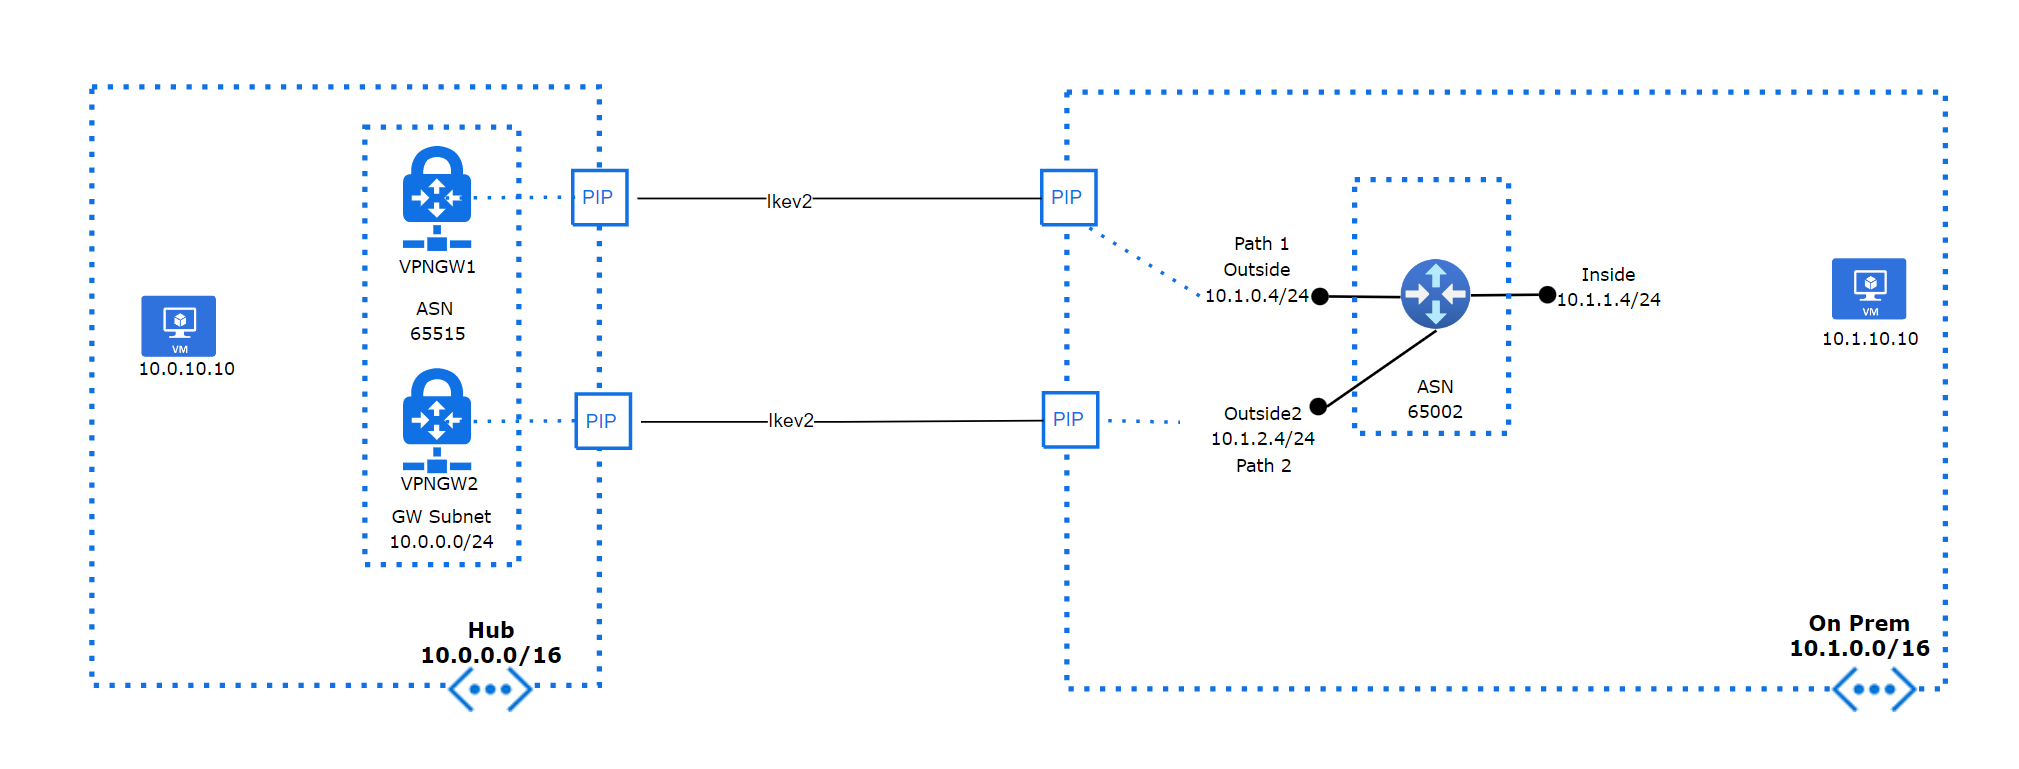 PIP
VPNGW1
ASN
65515
VM
10.0.10.10
PIP
VPNGW2
GW Subnet
10.0.0.0/24
Hub
10.0.0.0/16
Ikev2
Ikev2
PIP
PIP
Path 1
Outside
10.1.0.4/24
Outside2
10.1.2.4/24
Path 2
ASN
65002
Inside
10.1.1.4/24
VM
10.1.10.10
On Prem
10.1.0.0/16